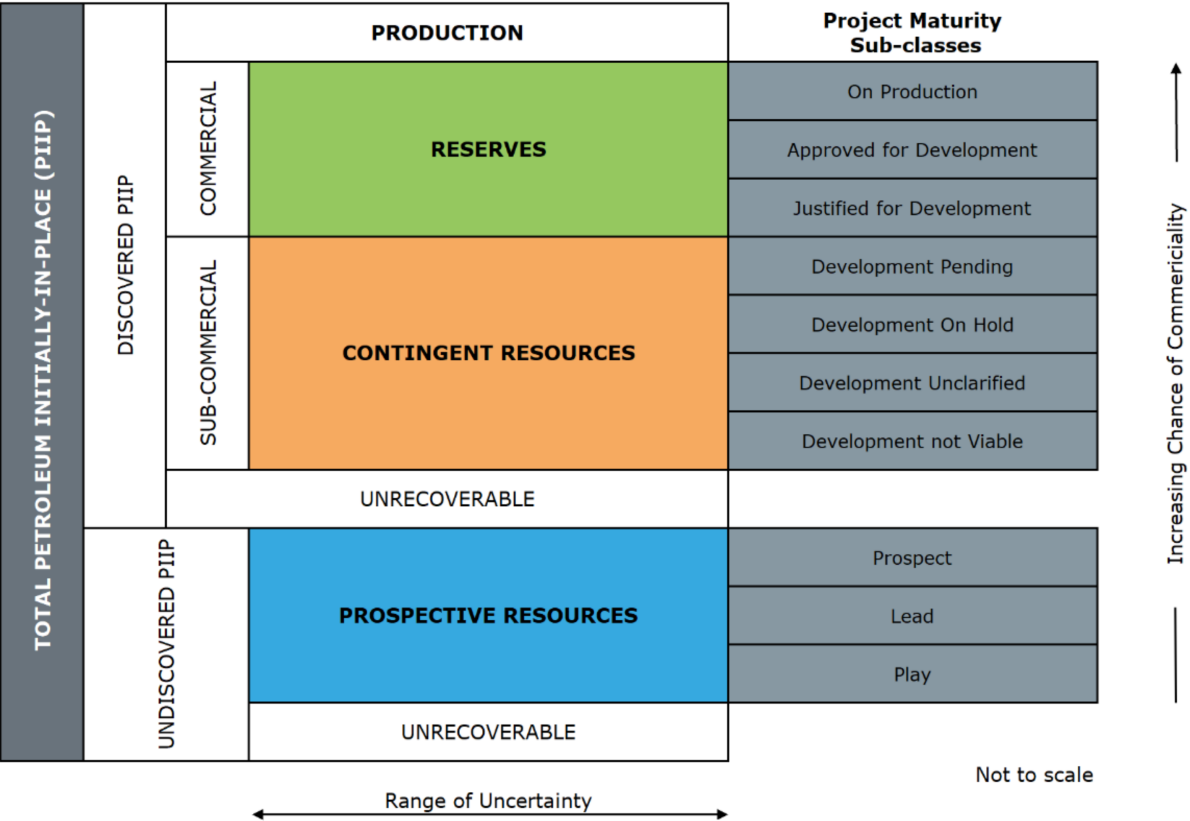 PRODUCTION
Project Maturity
Sub-classes
TOTAL PETROLEUM INITIALLY-IN-PLACE (PIIP)
DISCOVERED PIIP
COMMERCIAL
RESERVES
On Production
Approved for Development
Justified for Development
SUB-COMMERCIAL
CONTINGENT RESOURCES
Development Pending
Development On Hold
Development Unclarified
Development not Viable
UNRECOVERABLE
UNDISCOVERED PIIP
PROSPECTIVE RESOURCES
Prospect
Lead
Play
UNRECOVERABLE
Increasing Chance of Commericiality
Not to scale
Range of Uncertainty